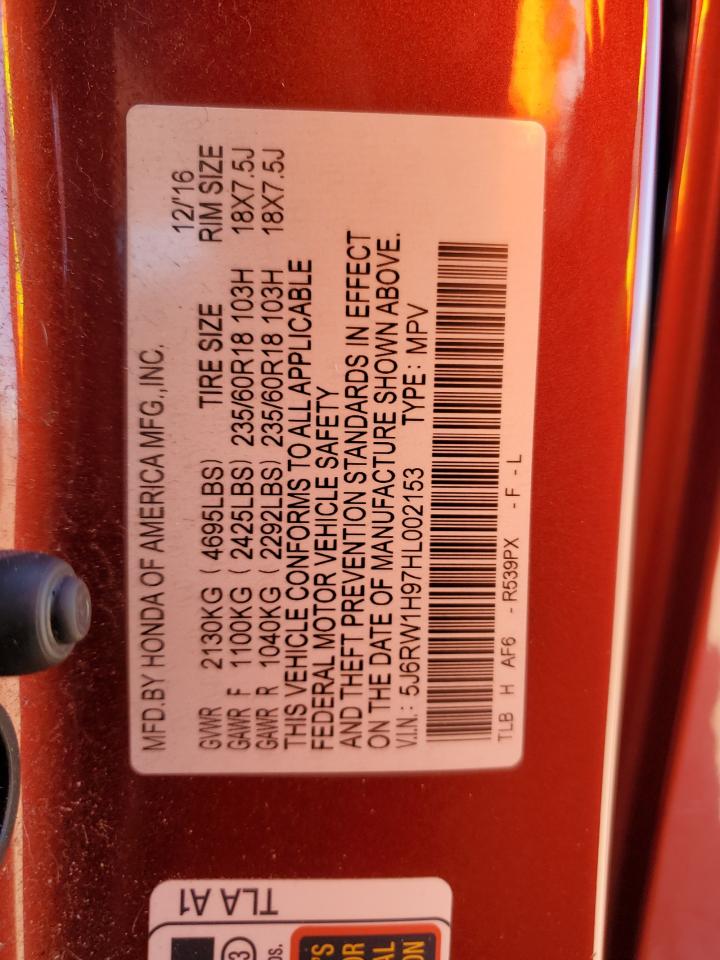 MFD.BY HONDA OF AMERICA MFG.,INC. 12/'16
GVWR 2130KG ( 4695LBS) TIRE SIZE RIM SIZE
GAWR F 1100KG ( 2425LBS) 235/60R18 103H 18X7.5J
GAWR R 1040KG ( 2292LBS) 235/60R18 103H 18X7.5J
THIS VEHICLE CONFORMS TO ALL APPLICABLE
FEDERAL MOTOR VEHICLE SAFETY
AND THEFT PREVENTION STANDARDS IN EFFECT
ON THE DATE OF MANUFACTURE SHOWN ABOVE.
V.I.N.: 5J6RW1H97HL002153 TYPE: MPV
TLB H AF6 - R539PX - F - L
TLA A1